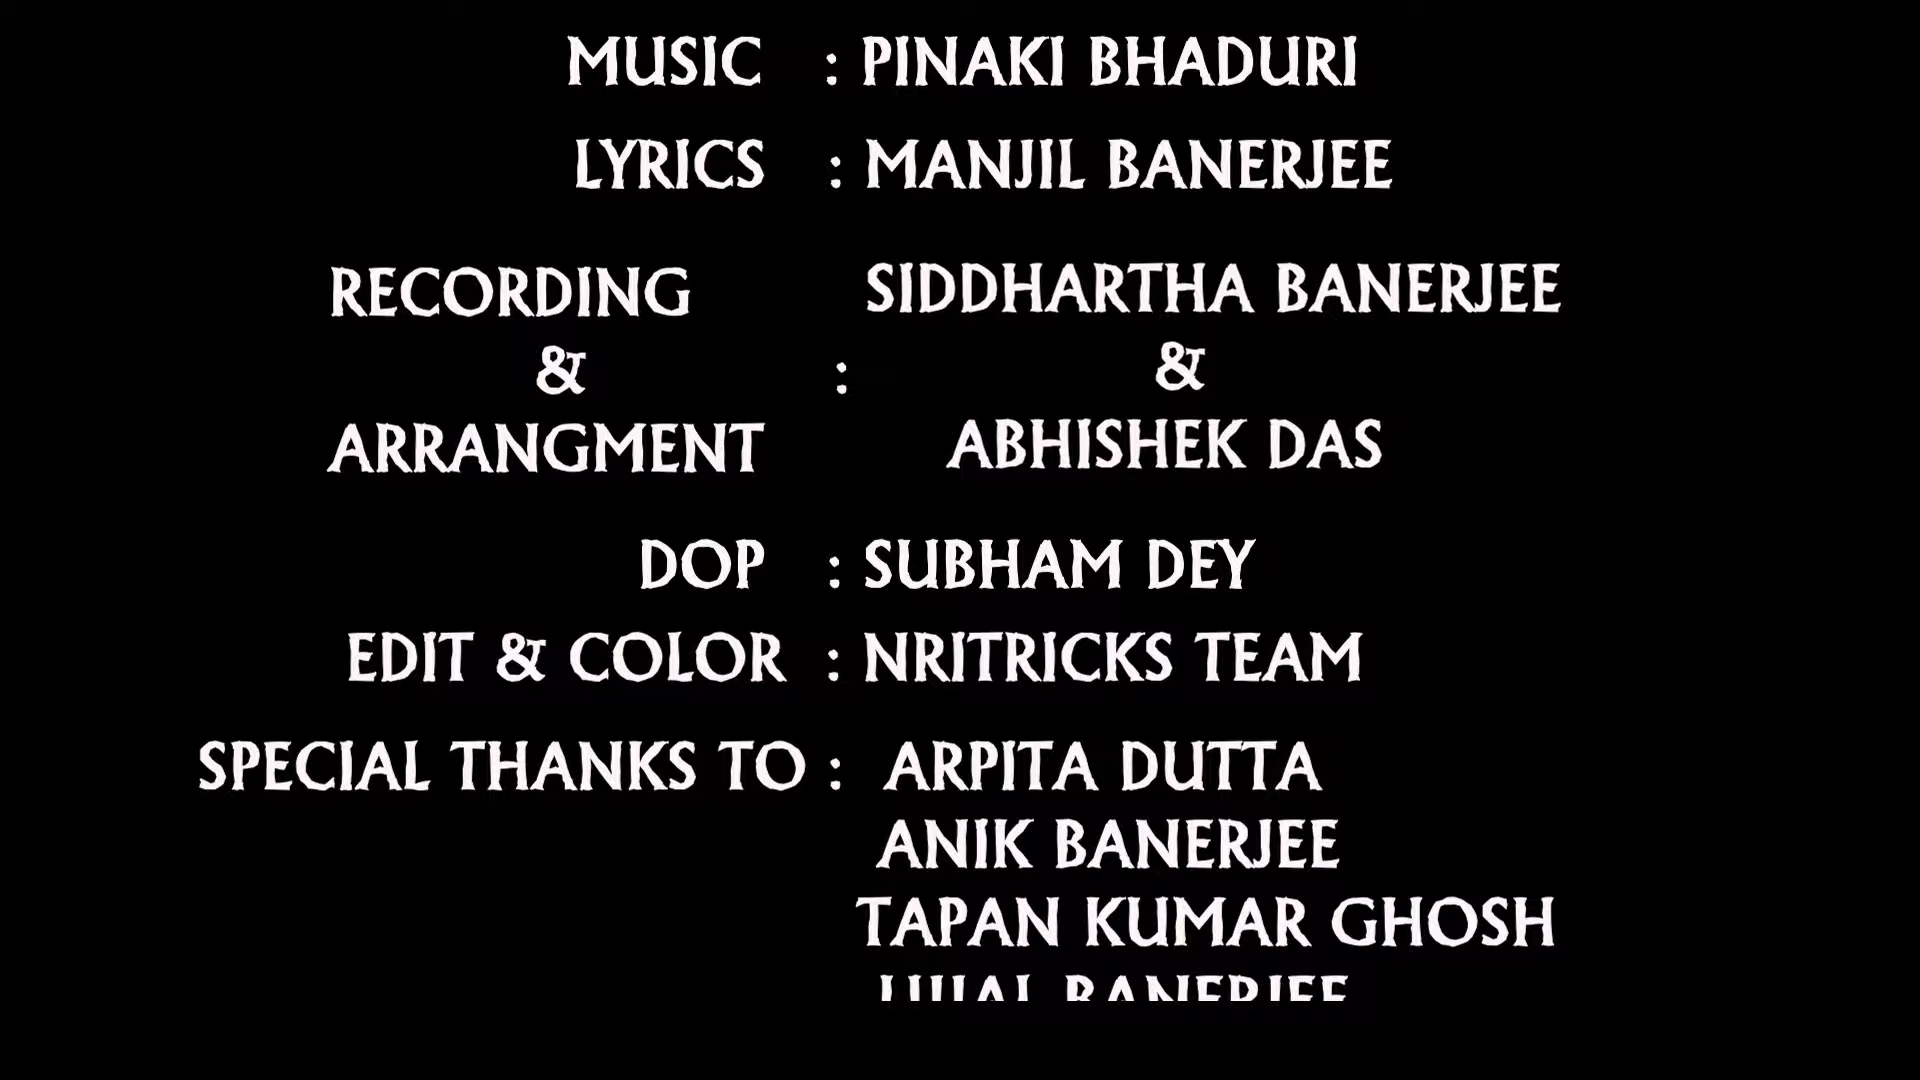 MUSIC : PINAKI BHADURI
LYRICS : MANJIL BANERJEE
RECORDING SIDDHARTHA BANERJEE
& : &
ARRANGMENT ABHISHEK DAS
DOP : SUBHAM DEY
EDIT & COLOR : NRITRICKS TEAM
SPECIAL THANKS TO : ARPITA DUTTA
ANIK BANERJEE
TAPAN KUMAR GHOSH
BANERJEE